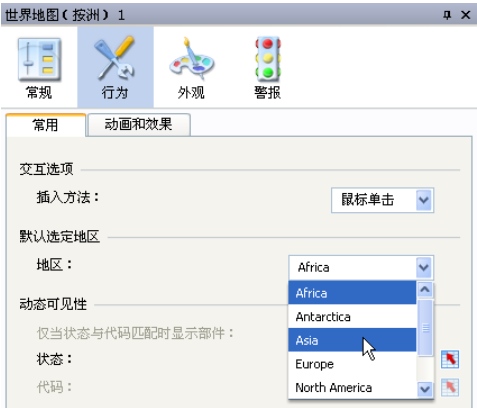 世界地图(按洲) 1
常规 行为 外观 警报
常用 动画和效果
交互选项
插入方法： 鼠标单击
默认选定地区
地区： Africa
Africa
动态可见性
Antarctica
仅当状态与代码匹配时显示部件：
Asia
状态：
Europe
代码：
North America